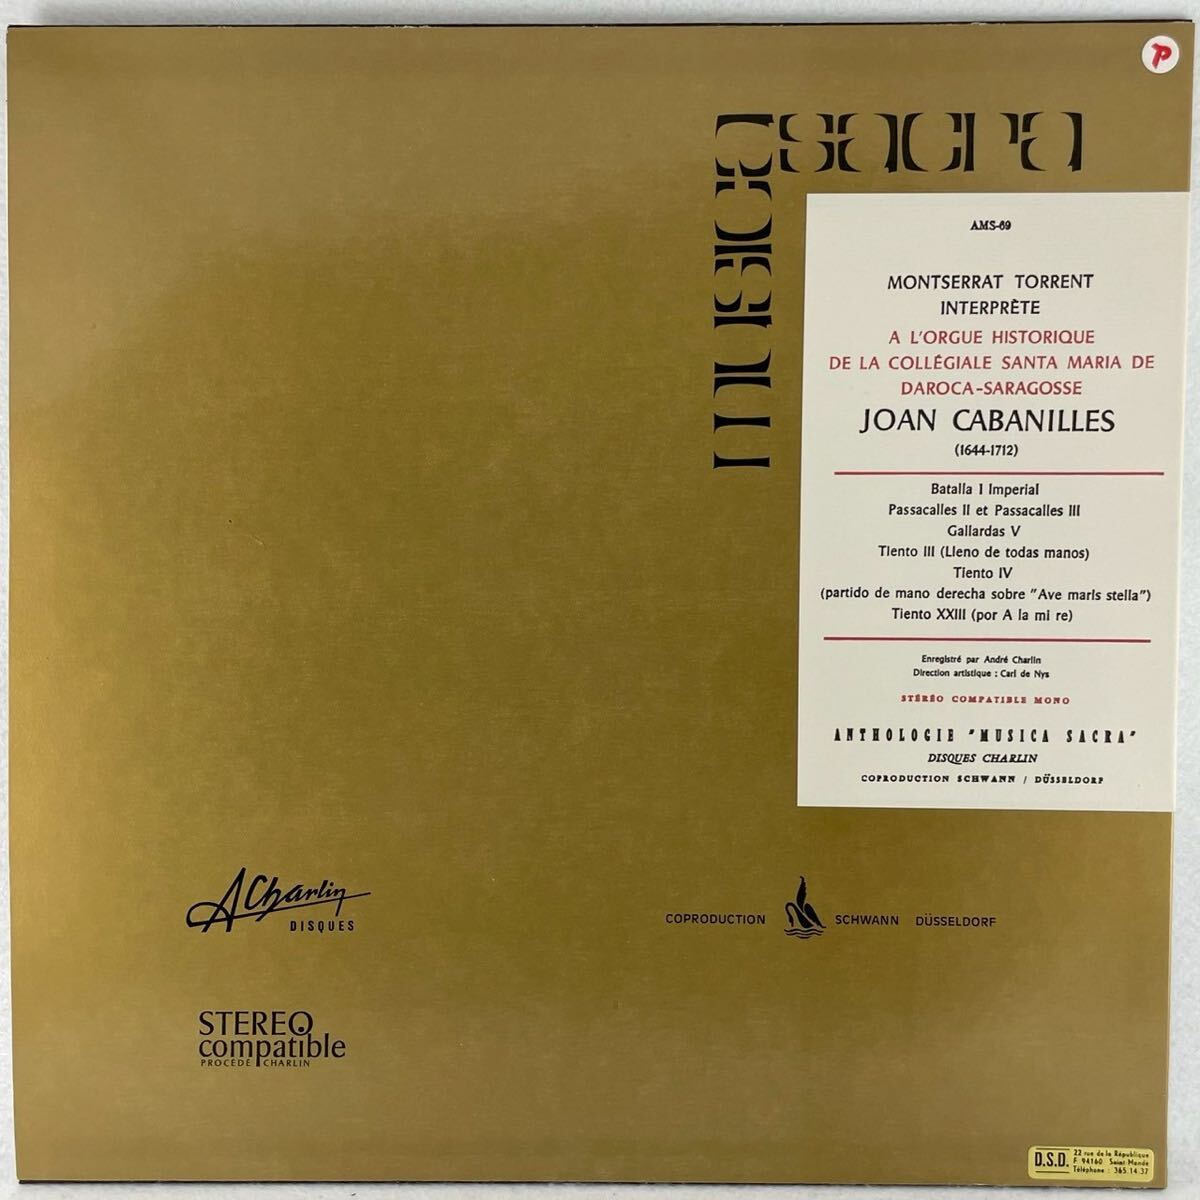 P
musica sacra
AMS-69
MONTSERRAT TORRENT
INTERPRÈTE
A L'ORGUE HISTORIQUE
DE LA COLLÉGIALE SANTA MARIA DE
DAROCA-SARAGOSSE
JOAN CABANILLES
(1644-1712)
Batalla I Imperial
Passacalles II et Passacalles III
Gallardas V
Tiento III (Lleno de todas manos)
Tiento IV
(partido de mano derecha sobre "Ave maris stella")
Tiento XXIII (por A la mi re)
Enregistré par André Charlin
Direction artistique : Carl de Nys
STÉRÉO COMPATIBLE MONO
ANTHOLOGIE "MUSICA SACRA"
DISQUES CHARLIN
COPRODUCTION SCHWANN / DÜSSELDORF
ACharlin
DISQUES
COPRODUCTION SCHWANN DÜSSELDORF
STEREO
compatible
PROCÉDÉ CHARLIN
D.S.D.
22 rue de la République
F 94160 Saint-Mandé
Téléphone : 365.14.37